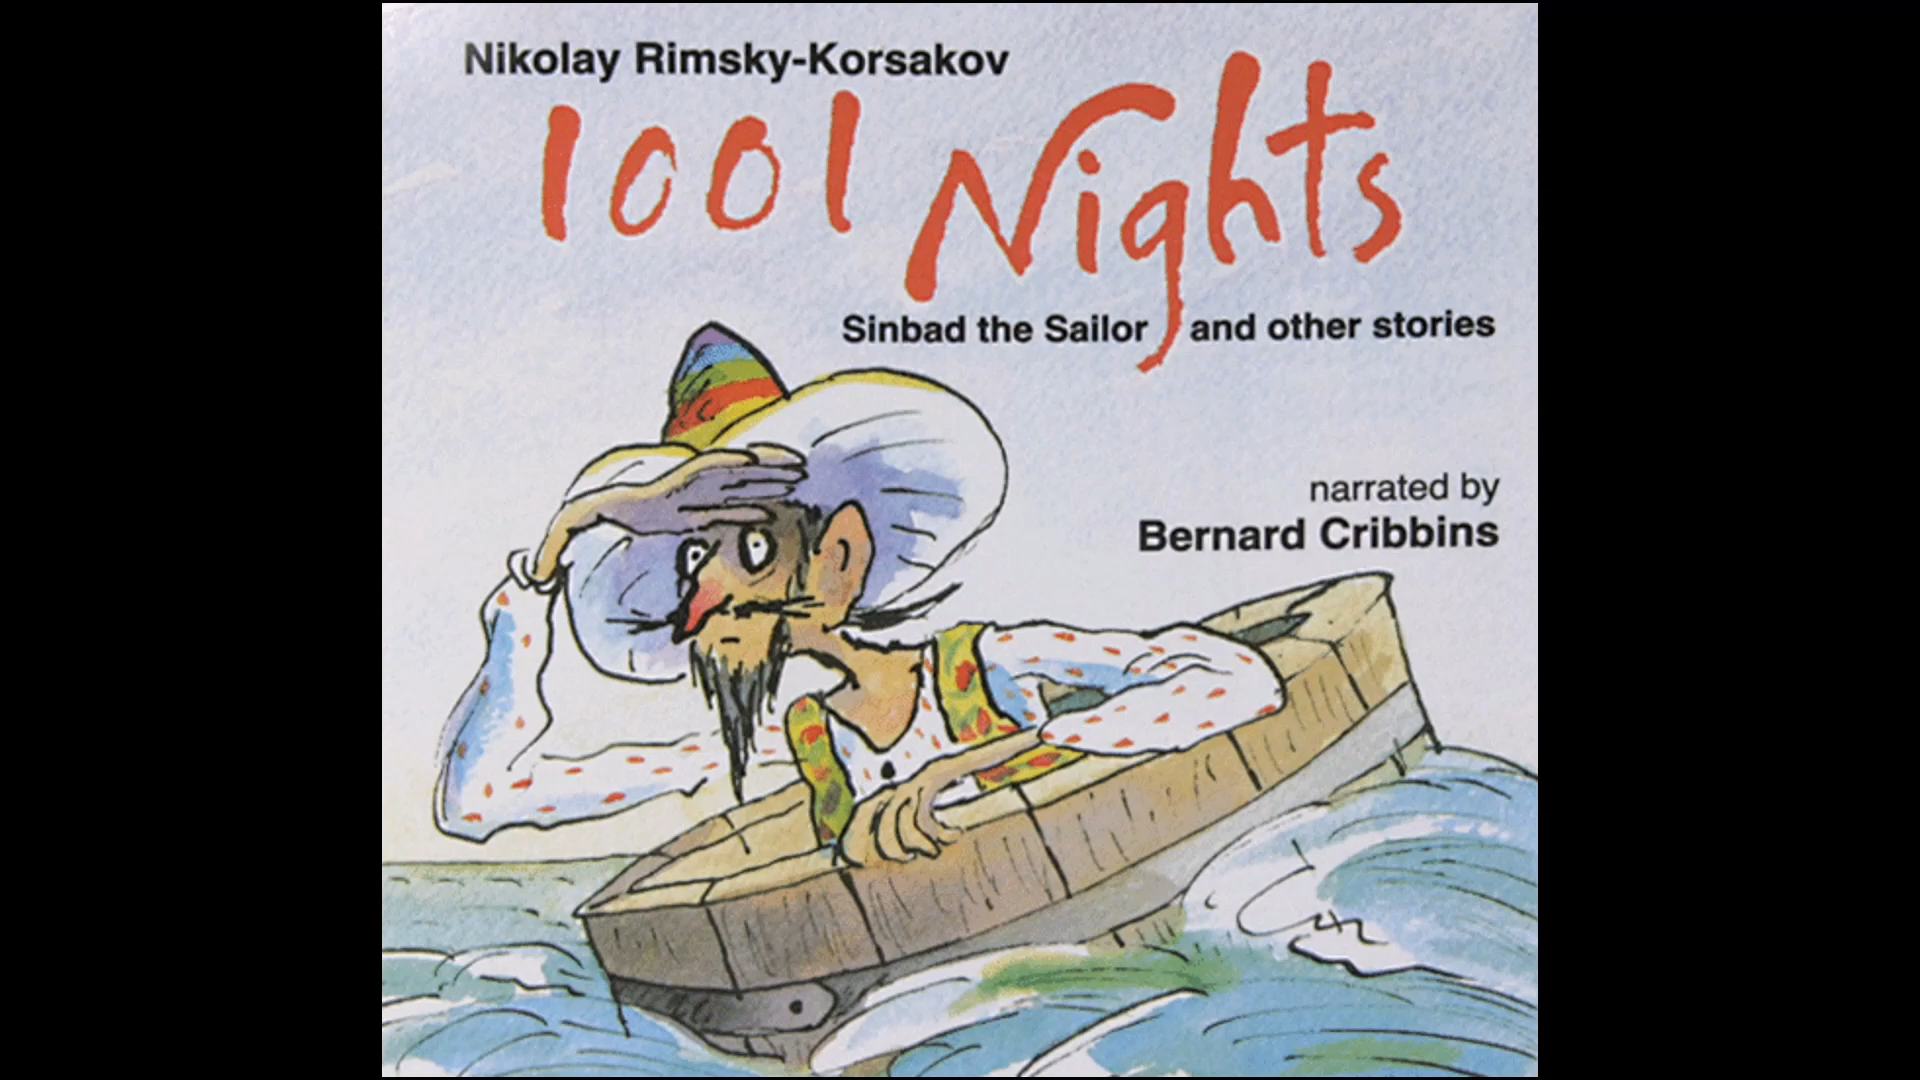 Nikolay Rimsky-Korsakov
1001 Nights
Sinbad the Sailor and other stories
narrated by
Bernard Cribbins